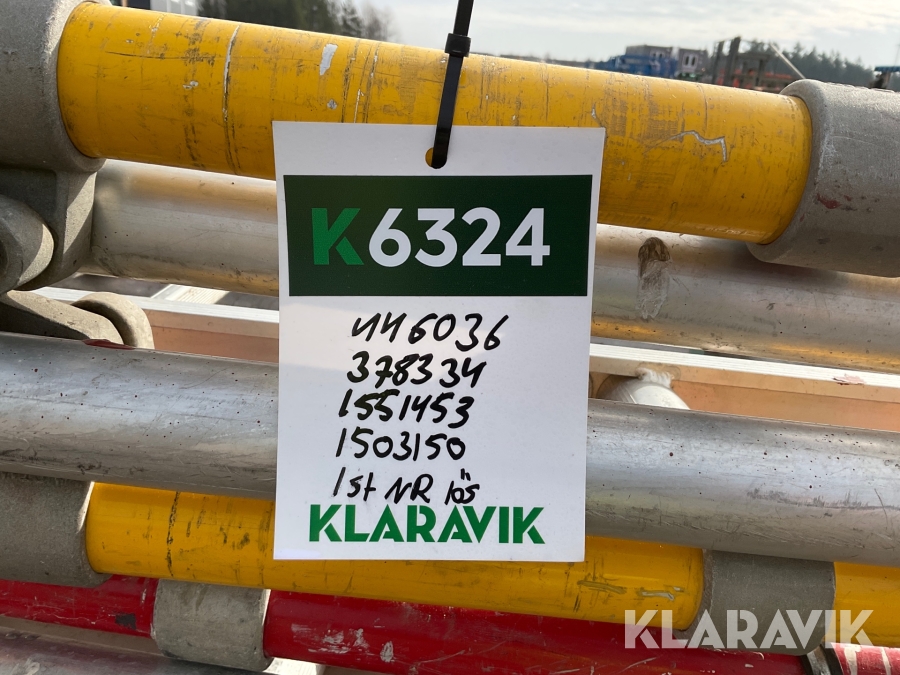 K6324
446036
378334
1551453
1503150
1st NR lös
KLARAVIK
KLARAVIK